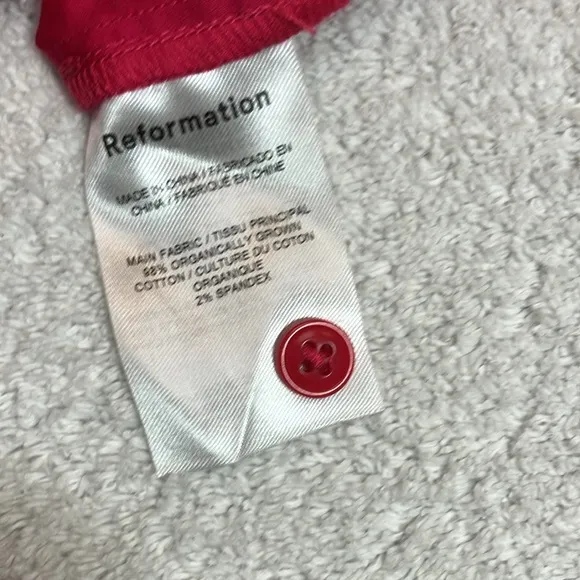 Reformation
MADE IN CHINA / FABRICADO EN
CHINA / FABRIQUE EN CHINE
MAIN FABRIC / TISSU PRINCIPAL
98% ORGANICALLY GROWN
COTTON / CULTURE DU COTON
ORGANIQUE
2% SPANDEX